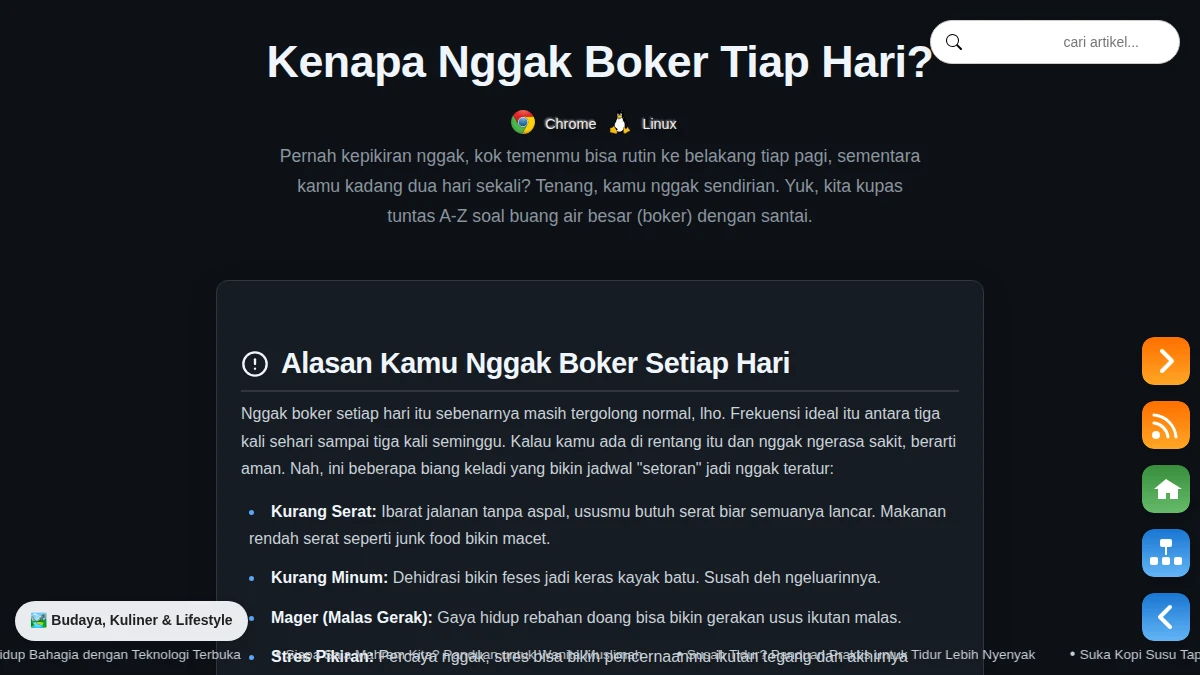 cari artikel...
Kenapa Nggak Boker Tiap Hari?
Chrome Linux
Pernah kepikiran nggak, kok temenmu bisa rutin ke belakang tiap pagi, sementara
kamu kadang dua hari sekali? Tenang, kamu nggak sendirian. Yuk, kita kupas
tuntas A-Z soal buang air besar (boker) dengan santai.
Alasan Kamu Nggak Boker Setiap Hari
Nggak boker setiap hari itu sebenarnya masih tergolong normal, lho. Frekuensi ideal itu antara tiga
kali sehari sampai tiga kali seminggu. Kalau kamu ada di rentang itu dan nggak ngerasa sakit, berarti
aman. Nah, ini beberapa biang keladi yang bikin jadwal "setoran" jadi nggak teratur:
• Kurang Serat: Ibarat jalanan tanpa aspal, ususmu butuh serat biar semuanya lancar. Makanan
rendah serat seperti junk food bikin macet.
• Kurang Minum: Dehidrasi bikin feses jadi keras kayak batu. Susah deh ngeluarinnya.
• Mager (Malas Gerak): Gaya hidup rebahan doang bisa bikin gerakan usus ikutan malas.
Budaya, Kuliner & Lifestyle
• Stres Pikiran: Percaya nggak, stres bisa bikin pencernaanmu ikutan tegang dan akhirnya
idup Bahagia dengan Teknologi Terbuka
• Susah Tidur? Panduan Praktis untuk Tidur Lebih Nyenyak
• Suka Kopi Susu Tap